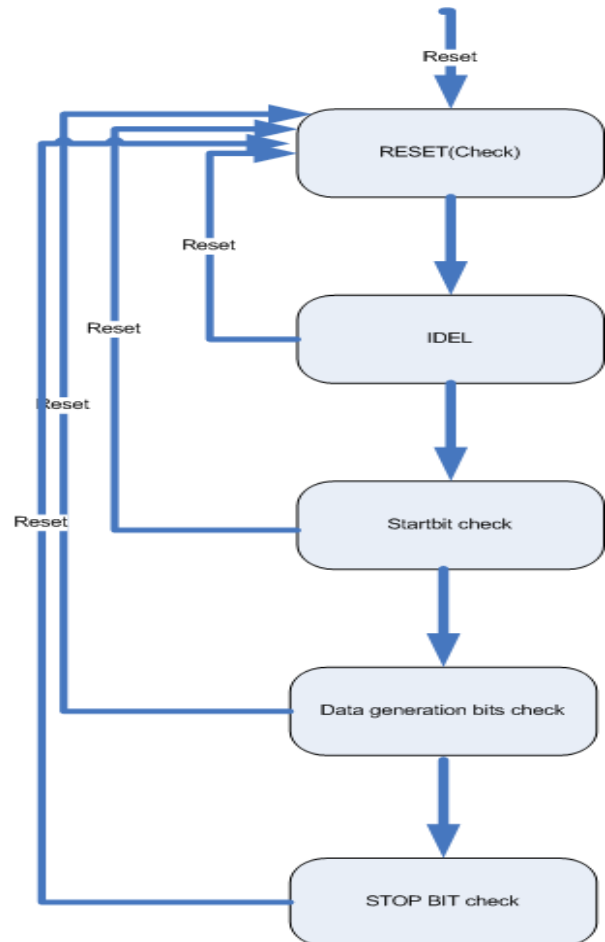 Reset
RESET(Check)
Reset
IDEL
Reset
Reset
Reset
Startbit check
Data generation bits check
STOP BIT check